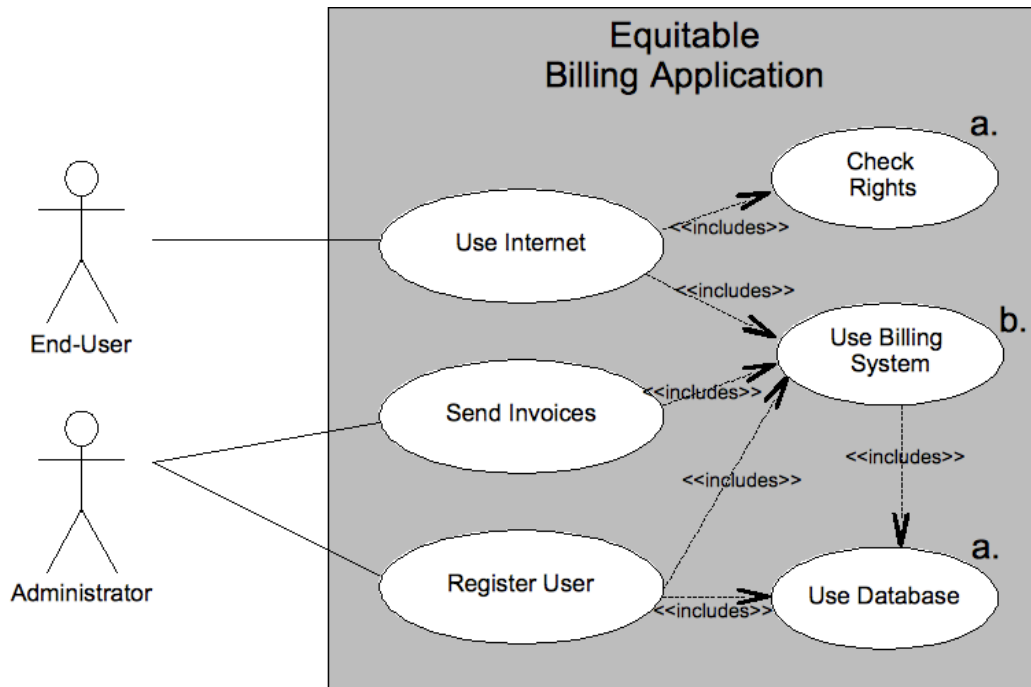 Equitable
Billing Application
a.
Check
Rights
Use Internet
<<includes>>
<<includes>>
End-User
b.
Use Billing
System
Send Invoices
<<includes>>
<<includes>>
<<includes>>
Administrator
Register User
<<includes>>
a.
Use Database